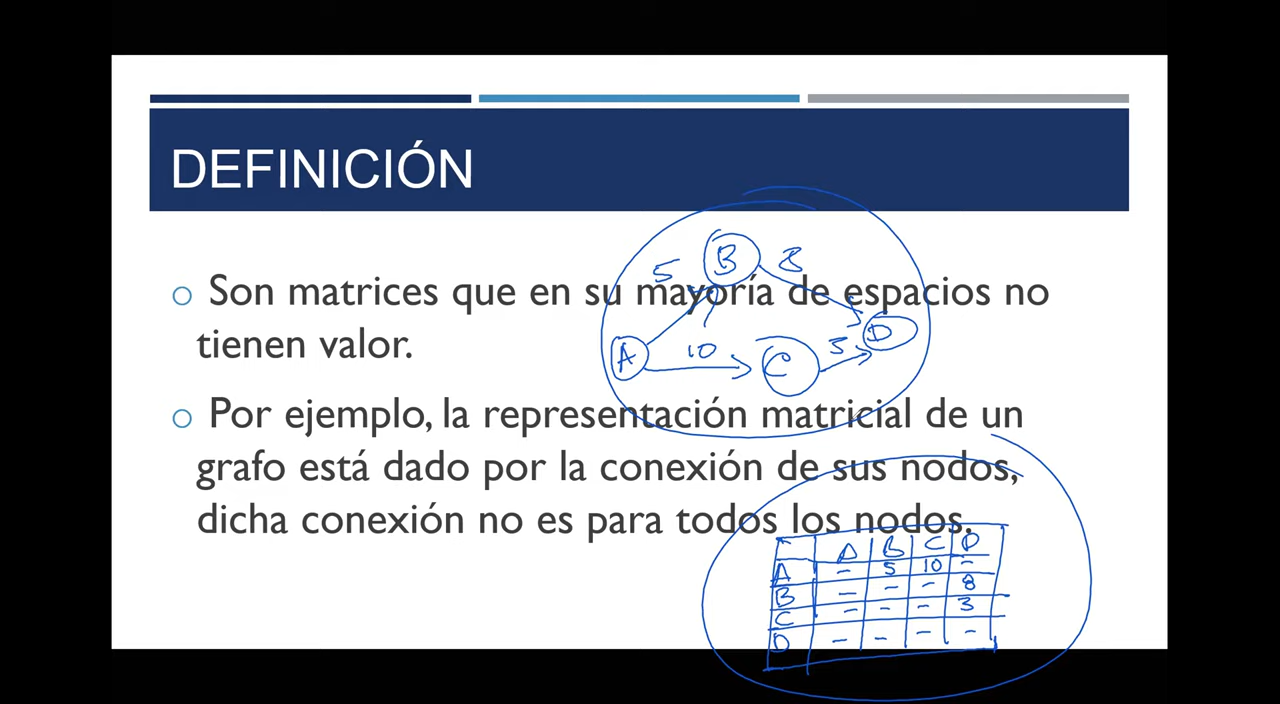 DEFINICIÓN
Son matrices que en su mayoría de espacios no
tienen valor.
Por ejemplo, la representación matricial de un
grafo está dado por la conexión de sus nodos,
dicha conexión no es para todos los nodos.
5 B 8
A 10 C 3 D
A B C D
A - 5 10 -
B - - - 8
C - - - 3
D - - - -